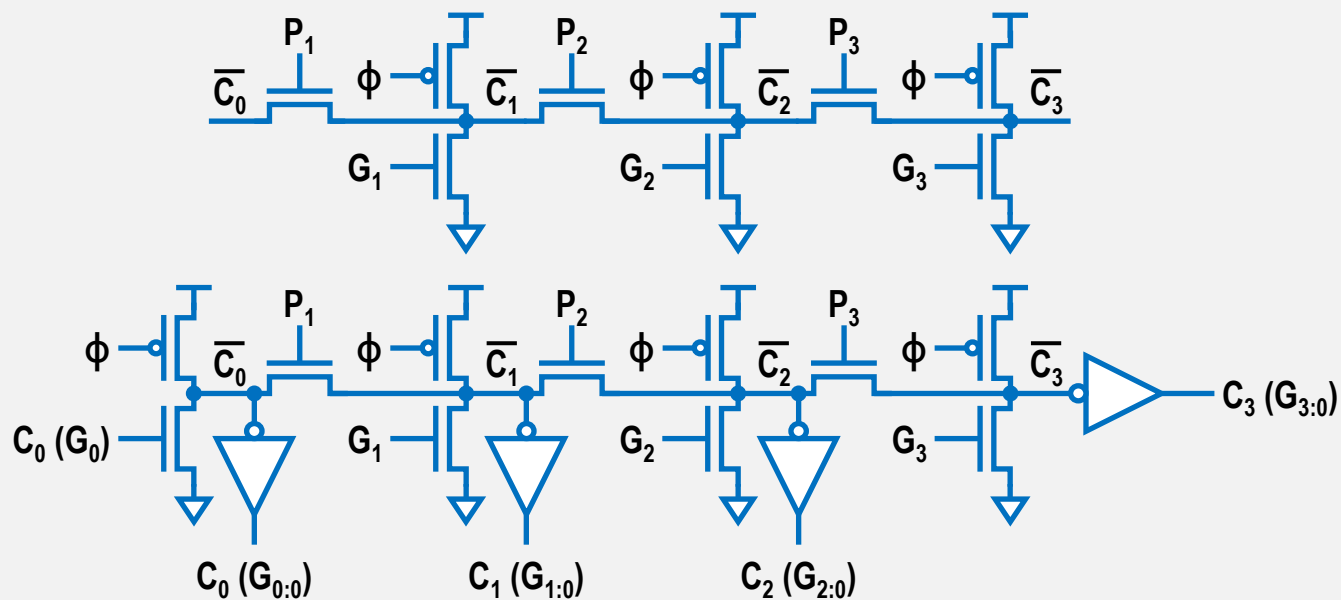 P₁ P₂ P₃
C̅₀ ϕ C̅₁ ϕ C̅₂ ϕ C̅₃
G₁ G₂ G₃
P₁ P₂ P₃
ϕ C̅₀ ϕ C̅₁ ϕ C̅₂ ϕ C̅₃
C₃ (G₃:₀)
C₀ (G₀) G₁ G₂ G₃
C₀ (G₀:₀) C₁ (G₁:₀) C₂ (G₂:₀)